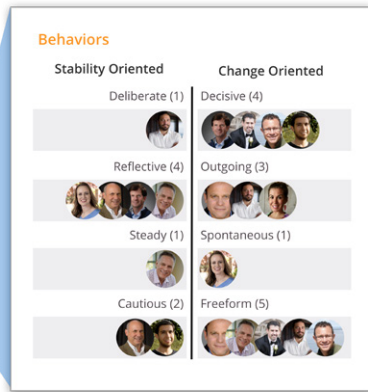 Behaviors
Stability Oriented
Change Oriented
Deliberate (1)
Decisive (4)
Reflective (4)
Outgoing (3)
Steady (1)
Spontaneous (1)
Cautious (2)
Freeform (5)